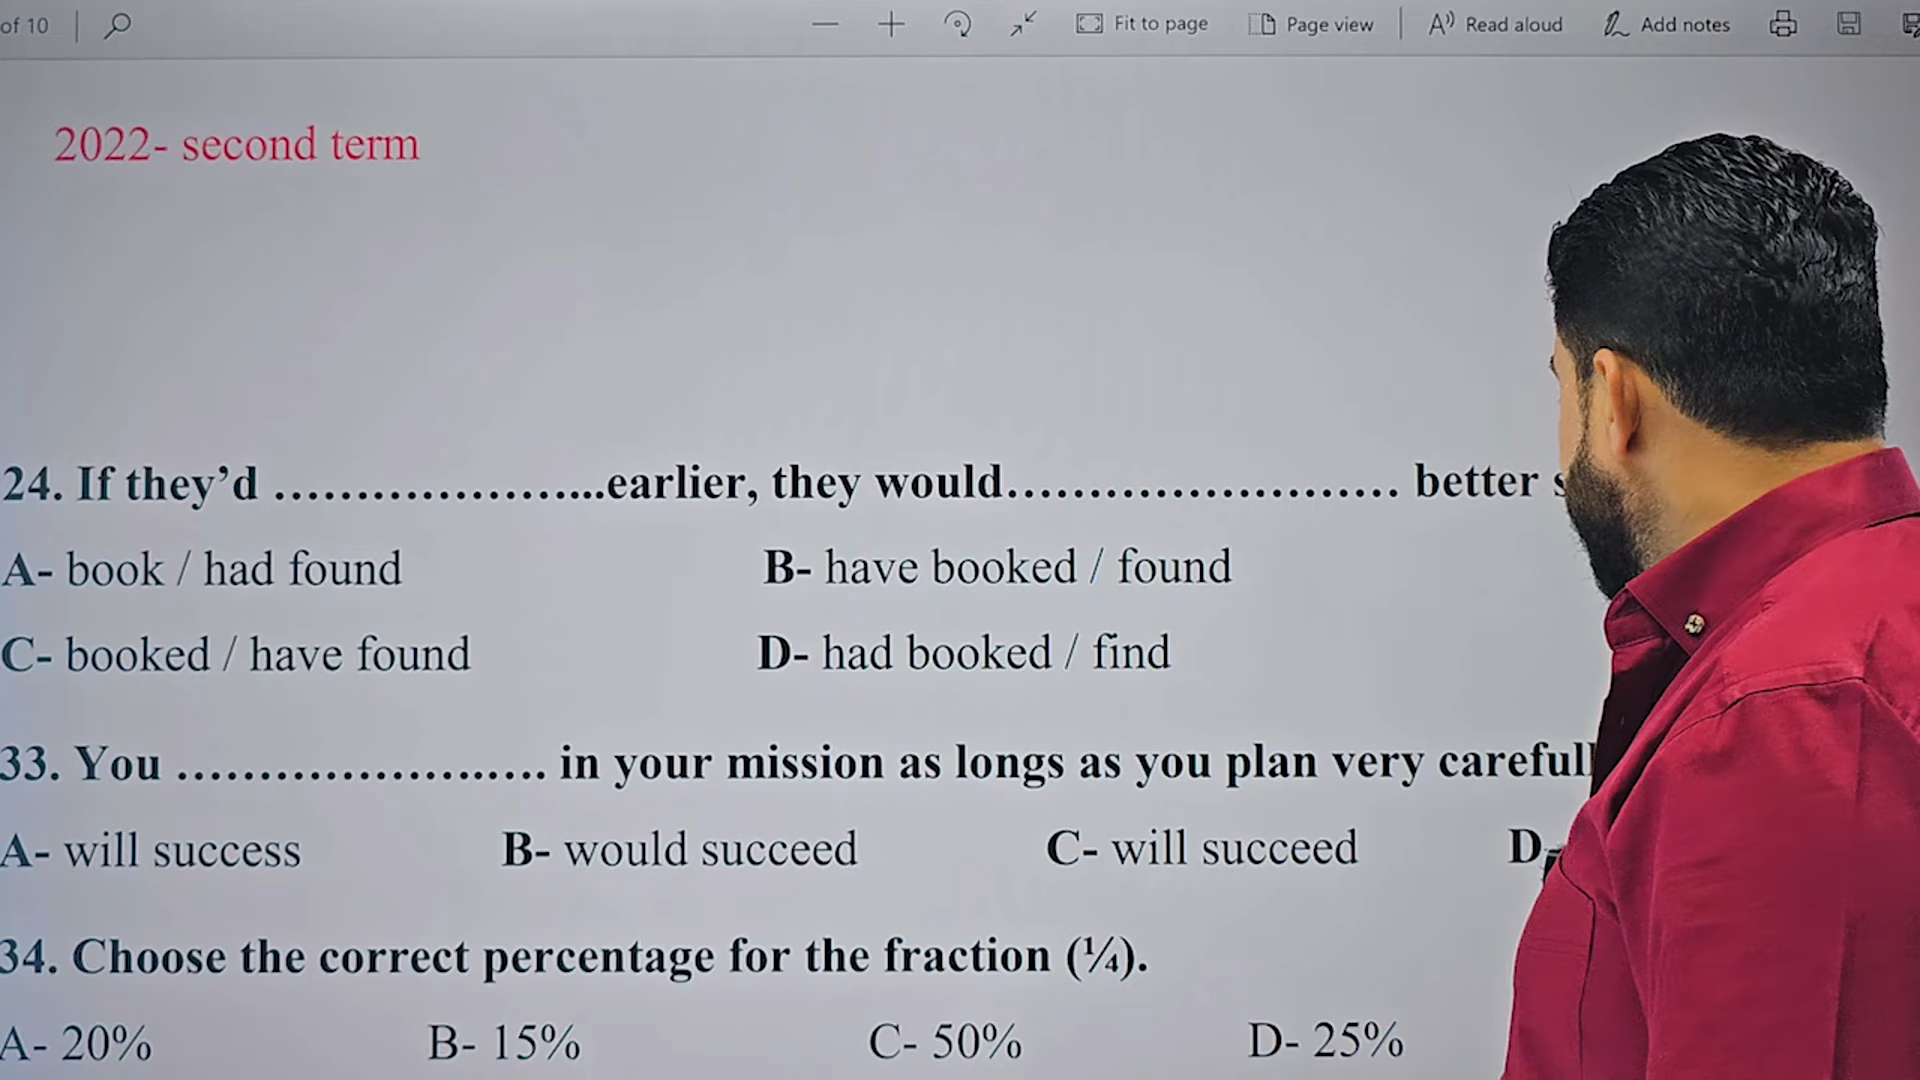 of 10 Fit to page Page view Read aloud Add notes
2022- second term
24. If they’d .......................earlier, they would........................ better
A- book / had found B- have booked / found
C- booked / have found D- had booked / find
33. You ....................... in your mission as longs as you plan very
A- will success B- would succeed C- will succeed D-
34. Choose the correct percentage for the fraction (¼).
A- 20% B- 15% C- 50% D- 25%